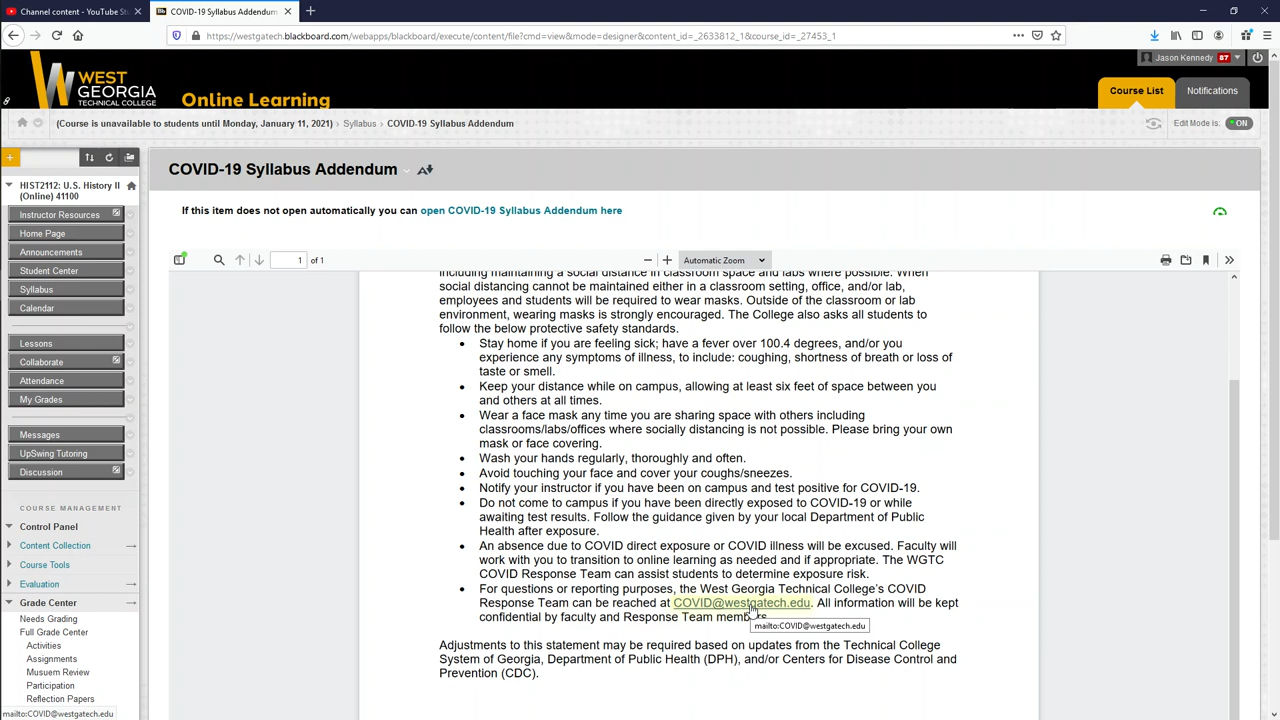 Channel content - YouTube St
COVID-19 Syllabus Addendum
https://westgatech.blackboard.com/webapps/blackboard/execute/content/file?cmd=view&mode=designer&content_id=_2633812_1&course_id=_27453_1
Jason Kennedy 87
WEST
GEORGIA
TECHNICAL COLLEGE
Online Learning
Course List
Notifications
(Course is unavailable to students until Monday, January 11, 2021) > Syllabus > COVID-19 Syllabus Addendum
Edit Mode is: ON
HIST2112: U.S. History II
(Online) 41100
Instructor Resources
Home Page
Announcements
Student Center
Syllabus
Calendar
Lessons
Collaborate
Attendance
My Grades
Messages
UpSwing Tutoring
Discussion
COURSE MANAGEMENT
Control Panel
Content Collection
Course Tools
Evaluation
Grade Center
Needs Grading
Full Grade Center
Activities
Assignments
Musuem Review
Participation
Reflection Papers
mailto:COVID@westgatech.edu
COVID-19 Syllabus Addendum
If this item does not open automatically you can open COVID-19 Syllabus Addendum here
1 of 1
Automatic Zoom
including maintaining a social distance in classroom space and labs where possible. When
social distancing cannot be maintained either in a classroom setting, office, and/or lab,
employees and students will be required to wear masks. Outside of the classroom or lab
environment, wearing masks is strongly encouraged. The College also asks all students to
follow the below protective safety standards.
• Stay home if you are feeling sick; have a fever over 100.4 degrees, and/or you
experience any symptoms of illness, to include: coughing, shortness of breath or loss of
taste or smell.
• Keep your distance while on campus, allowing at least six feet of space between you
and others at all times.
• Wear a face mask any time you are sharing space with others including
classrooms/labs/offices where socially distancing is not possible. Please bring your own
mask or face covering.
• Wash your hands regularly, thoroughly and often.
• Avoid touching your face and cover your coughs/sneezes.
• Notify your instructor if you have been on campus and test positive for COVID-19.
• Do not come to campus if you have been directly exposed to COVID-19 or while
awaiting test results. Follow the guidance given by your local Department of Public
Health after exposure.
• An absence due to COVID direct exposure or COVID illness will be excused. Faculty will
work with you to transition to online learning as needed and if appropriate. The WGTC
COVID Response Team can assist students to determine exposure risk.
• For questions or reporting purposes, the West Georgia Technical College's COVID
Response Team can be reached at COVID@westgatech.edu. All information will be kept
confidential by faculty and Response Team members.
mailto:COVID@westgatech.edu
Adjustments to this statement may be required based on updates from the Technical College
System of Georgia, Department of Public Health (DPH), and/or Centers for Disease Control and
Prevention (CDC).